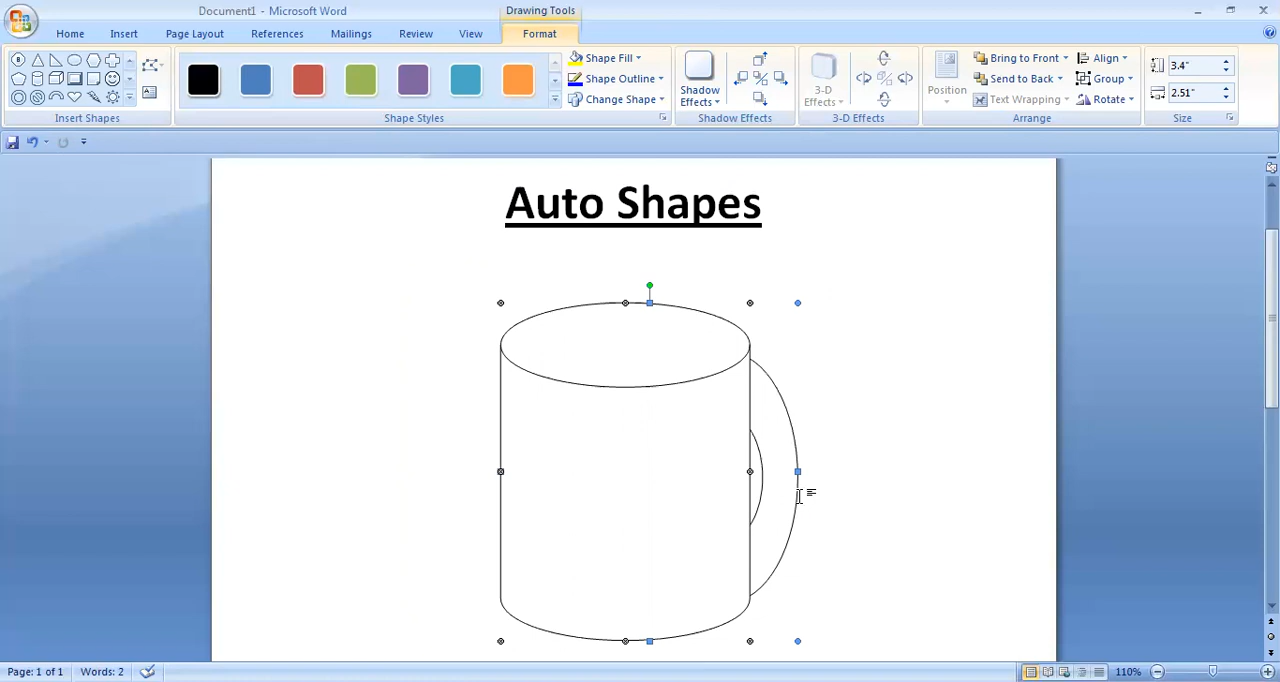 Document1 - Microsoft Word
Drawing Tools
Home
Insert
Page Layout
References
Mailings
Review
View
Format
Shape Fill
Shape Outline
Change Shape
Shadow
Effects
3-D
Effects
Position
Bring to Front
Send to Back
Text Wrapping
Align
Group
Rotate
3.4"
2.51"
Insert Shapes
Shape Styles
Shadow Effects
3-D Effects
Arrange
Size
Auto Shapes
Page: 1 of 1
Words: 2
110%